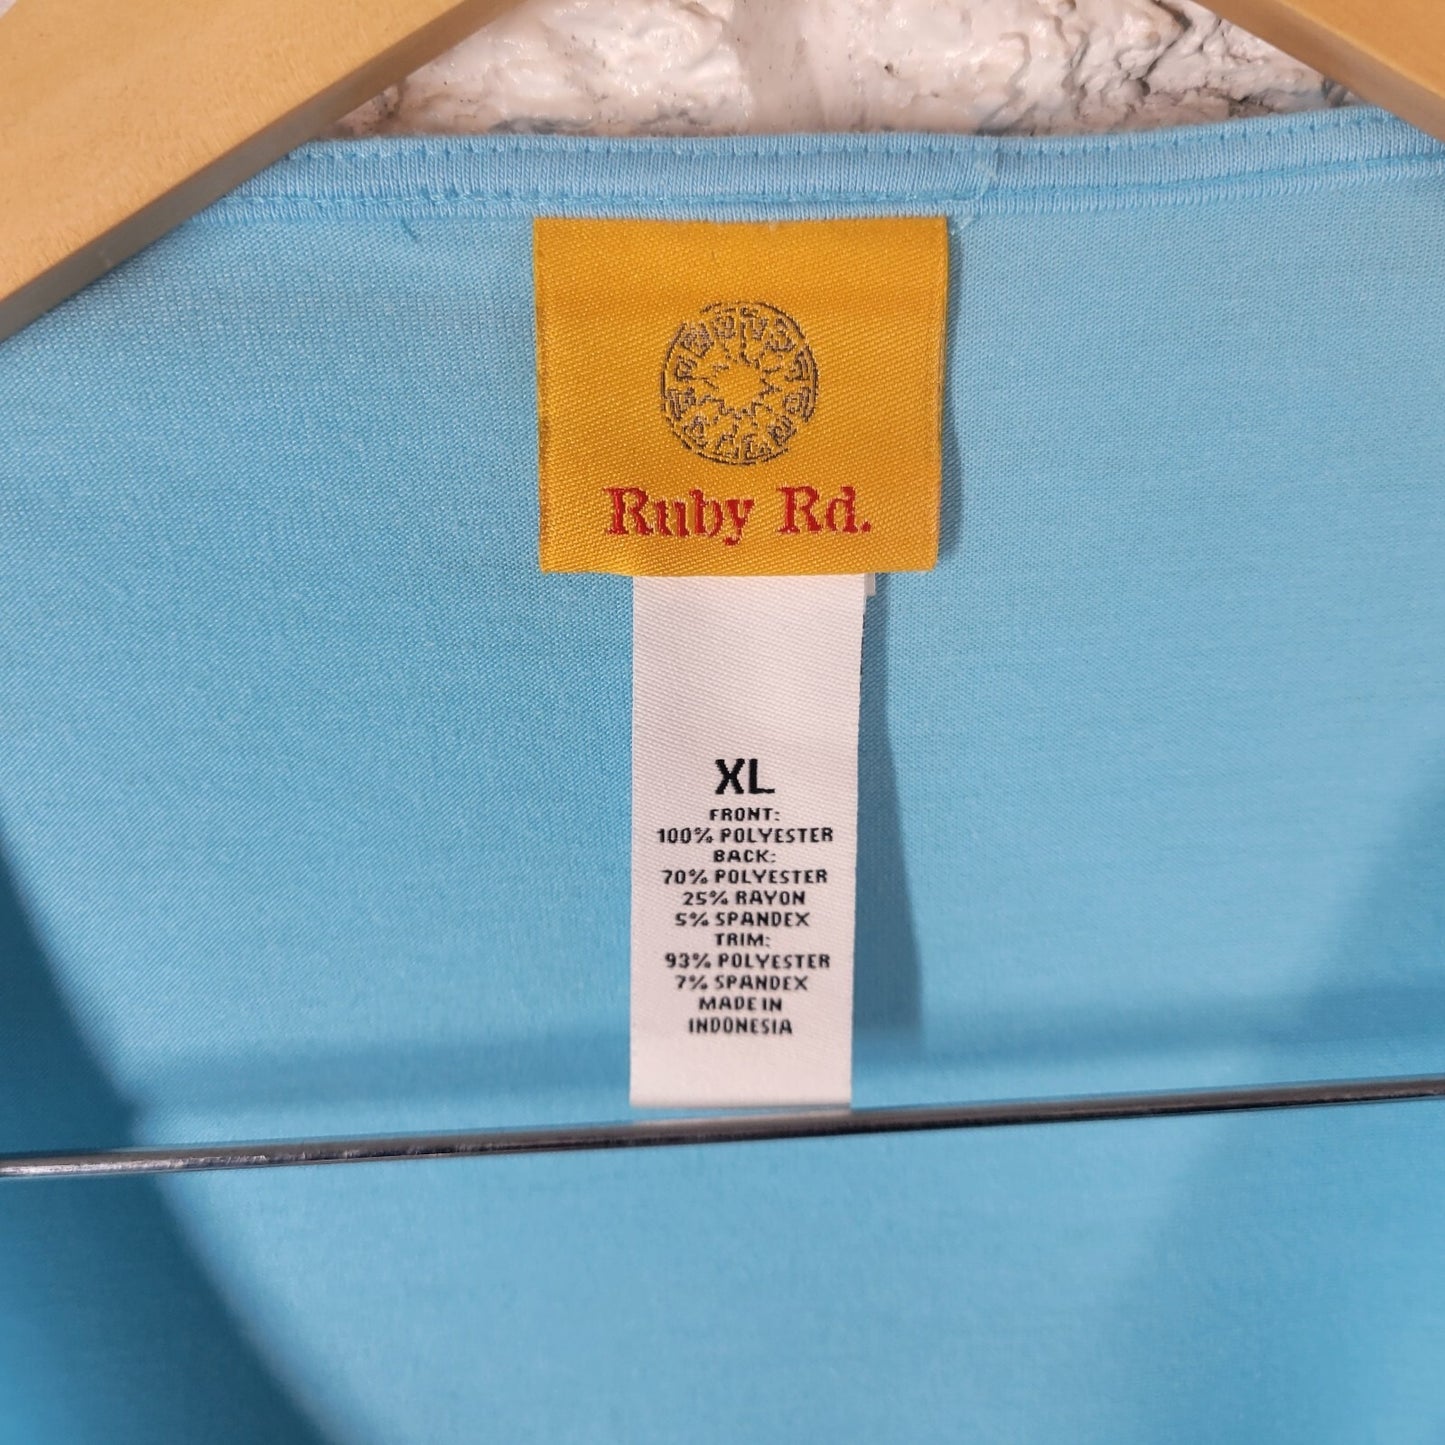 Ruby Rd.
XL
FRONT:
100% POLYESTER
BACK:
70% POLYESTER
25% RAYON
5% SPANDEX
TRIM:
93% POLYESTER
7% SPANDEX
MADE IN
INDONESIA